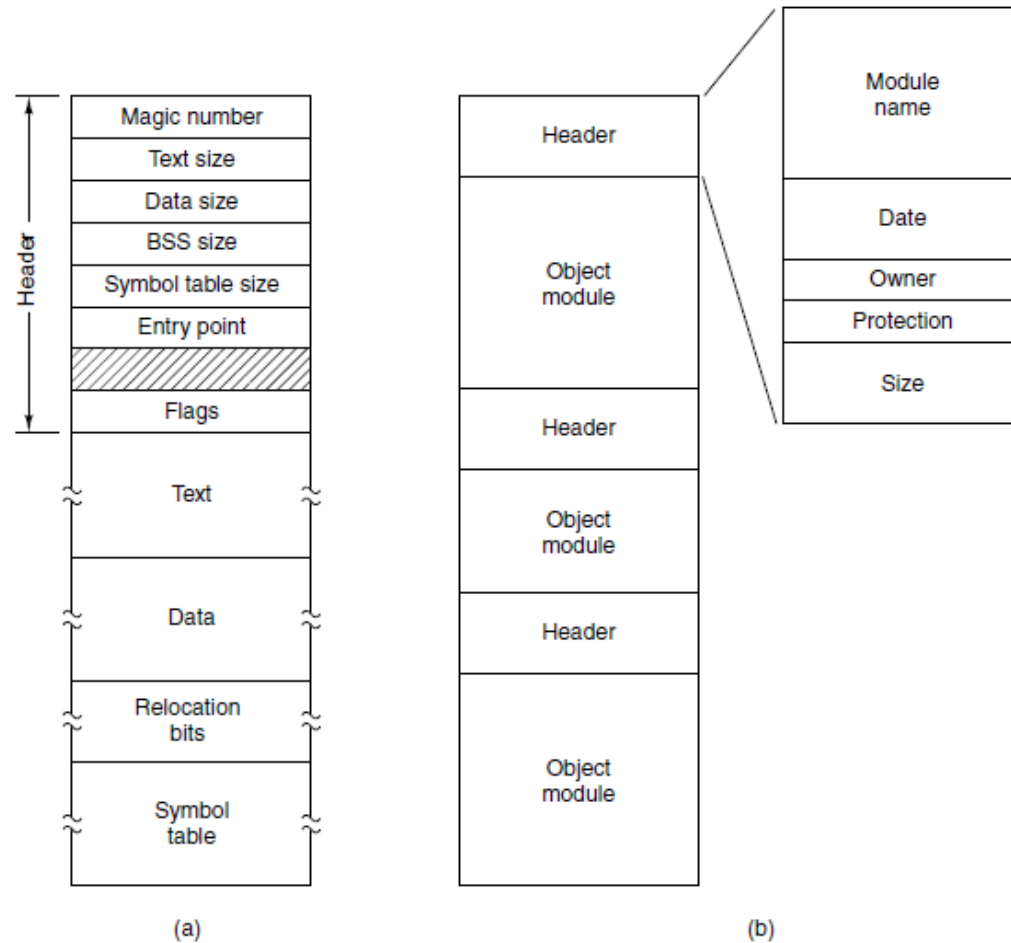 Header
Magic number
Text size
Data size
BSS size
Symbol table size
Entry point
Flags
Text
Data
Relocation
bits
Symbol
table
(a)
Header
Object
module
Header
Object
module
Header
Object
module
Module
name
Date
Owner
Protection
Size
(b)